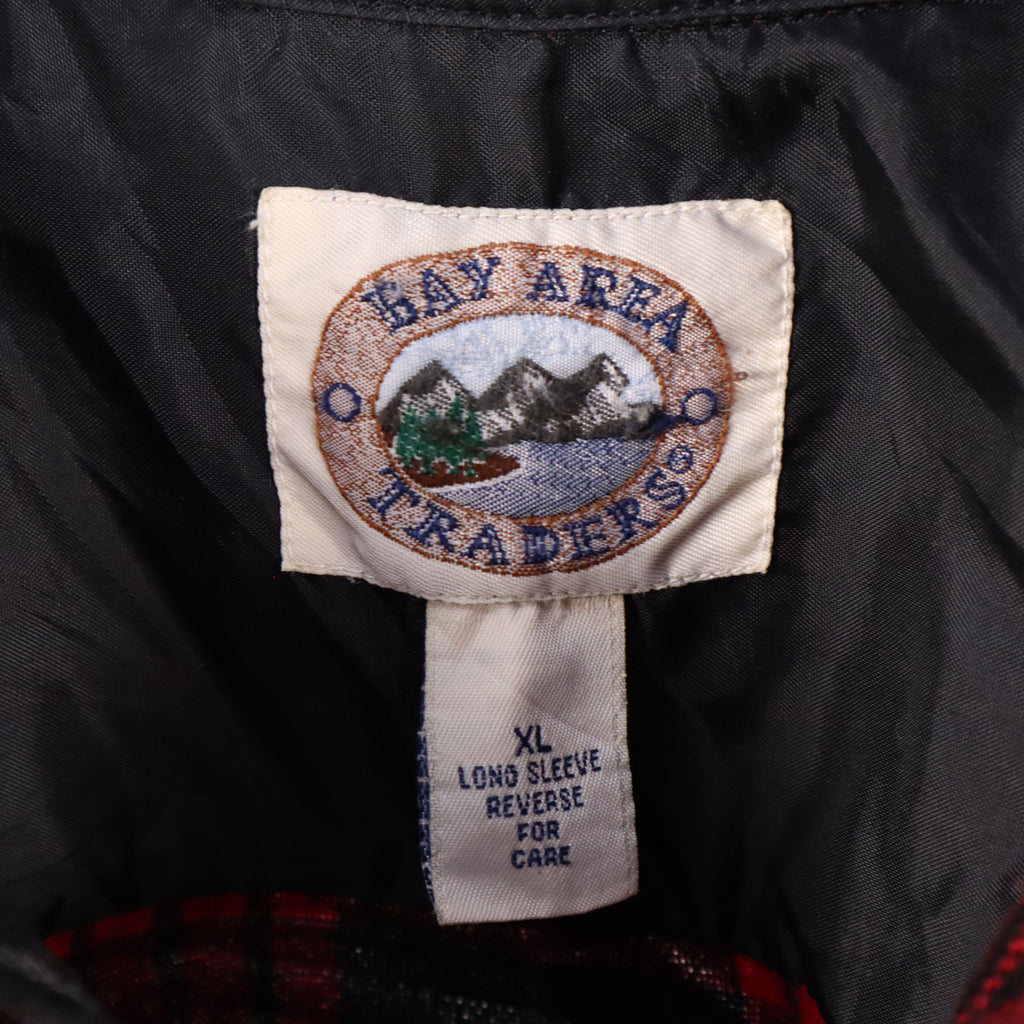 BAY AREA
TRADERS®
XL
LONG SLEEVE
REVERSE
FOR
CARE